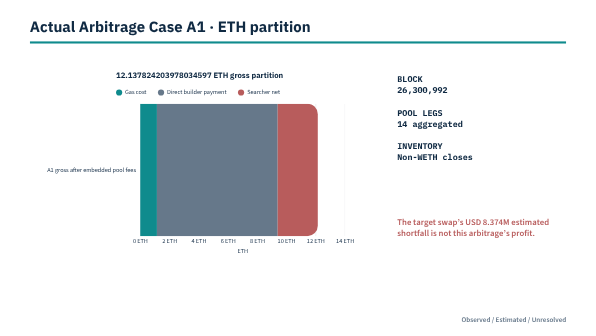 Actual Arbitrage Case A1 · ETH partition
12.137824203978034597 ETH gross partition
Gas cost
Direct builder payment
Searcher net
A1 gross after embedded pool fees
0 ETH
2 ETH
4 ETH
6 ETH
8 ETH
10 ETH
12 ETH
14 ETH
ETH
BLOCK
26,300,992
POOL LEGS
14 aggregated
INVENTORY
Non-WETH closes
The target swap's USD 8.374M estimated
shortfall is not this arbitrage's profit.
Observed / Estimated / Unresolved